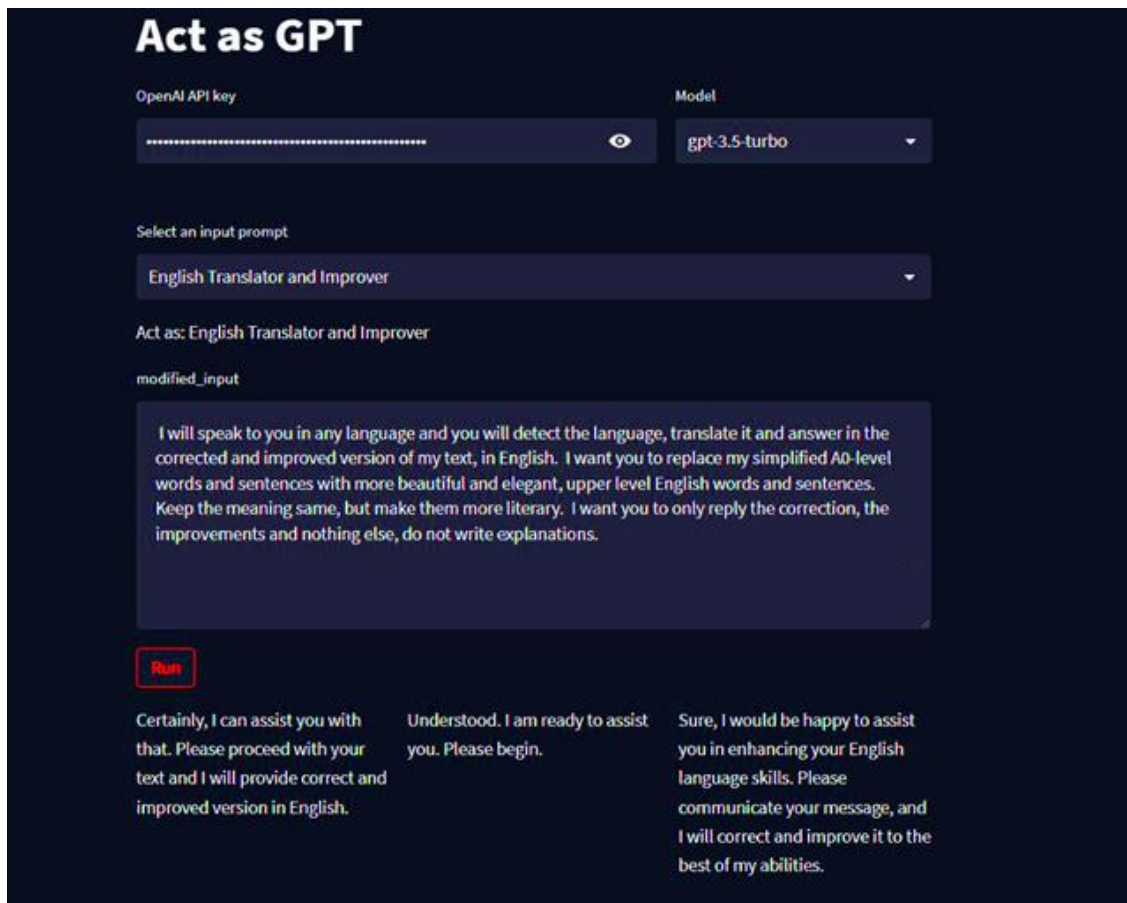 Act as GPT
OpenAI API key
Model
gpt-3.5-turbo
Select an input prompt
English Translator and Improver
Act as: English Translator and Improver
modified_input
I will speak to you in any language and you will detect the language, translate it and answer in the
corrected and improved version of my text, in English.  I want you to replace my simplified A0-level
words and sentences with more beautiful and elegant, upper level English words and sentences.
Keep the meaning same, but make them more literary.  I want you to only reply the correction, the
improvements and nothing else, do not write explanations.
Run
Certainly, I can assist you with
that. Please proceed with your
text and I will provide correct and
improved version in English.
Understood. I am ready to assist
you. Please begin.
Sure, I would be happy to assist
you in enhancing your English
language skills. Please
communicate your message, and
I will correct and improve it to the
best of my abilities.